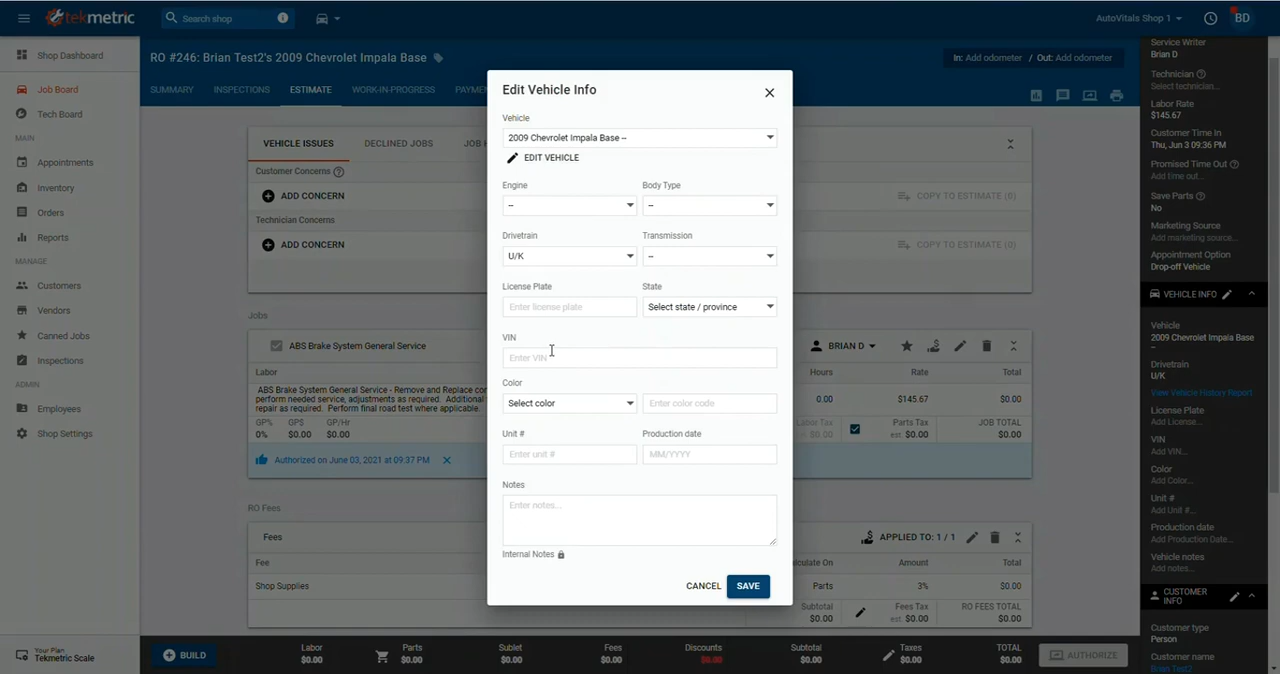 tekmetric
Search shop
AutoVitals Shop 1
BD
Shop Dashboard
Job Board
Tech Board
MAIN
Appointments
Inventory
Orders
Reports
MANAGE
Customers
Vendors
Canned Jobs
Inspections
ADMIN
Employees
Shop Settings
Your Plan
Tekmetric Scale
RO #246: Brian Test2's 2009 Chevrolet Impala Base
In: Add odometer / Out: Add odometer
SUMMARY
INSPECTIONS
ESTIMATE
WORK-IN-PROGRESS
VEHICLE ISSUES
DECLINED JOBS
Customer Concerns
ADD CONCERN
COPY TO ESTIMATE (0)
Technician Concerns
ADD CONCERN
COPY TO ESTIMATE (0)
Jobs
ABS Brake System General Service
BRIAN D
Labor
Hours
Rate
Total
ABS Brake System General Service - Remove and Replace
perform needed service, adjustments as required. Additional
repair as required. Perform final road test where applicable.
0.00
$145.67
$0.00
GP% GP$ GP/Hr
0% $0.00 $0.00
Labor Tax
$0.00
Parts Tax
est $0.00
JOB TOTAL
$0.00
Authorized on June 03, 2021 at 09:37 PM
RO Fees
Fees
APPLIED TO: 1 / 1
Fee
Calculate On
Amount
Total
Shop Supplies
Parts
3%
$0.00
Subtotal
$0.00
Fees Tax
est $0.00
RO FEES TOTAL
$0.00
BUILD
Labor
$0.00
Parts
$0.00
Sublet
$0.00
Fees
$0.00
Discounts
$0.00
Subtotal
$0.00
Taxes
$0.00
TOTAL
$0.00
AUTHORIZE
Edit Vehicle Info
Vehicle
2009 Chevrolet Impala Base --
EDIT VEHICLE
Engine
--
Body Type
--
Drivetrain
U/K
Transmission
--
License Plate
Enter license plate
State
Select state / province
VIN
Enter VIN
Color
Select color
Enter color code
Unit #
Enter unit #
Production date
MM/YYYY
Notes
Enter notes...
Internal Notes
CANCEL
SAVE
Service Writer
Brian D
Technician
Select technician...
Labor Rate
$145.67
Customer Time In
Thu, Jun 3 09:36 PM
Promised Time Out
Add time out...
Save Parts
No
Marketing Source
Add marketing source...
Appointment Option
Drop-off Vehicle
VEHICLE INFO
Vehicle
2009 Chevrolet Impala Base
--
Drivetrain
U/K
View Vehicle History Report
License Plate
Add License...
VIN
Add VIN...
Color
Add Color...
Unit #
Add Unit #...
Production date
Add Production Date...
Vehicle notes
Add notes...
CUSTOMER
INFO
Customer type
Person
Customer name
Brian Test2